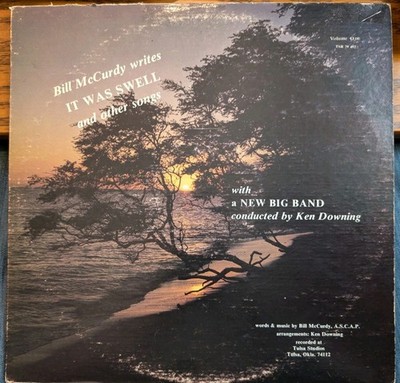 Bill McCurdy writes
IT WAS SWELL
and other songs
with
a NEW BIG BAND
conducted by Ken Downing
words & music by Bill McCurdy, A.S.C.A.P.
arrangements: Ken Downing
recorded at
Tulsa Studios
Tulsa, Okla. 74112
Volume